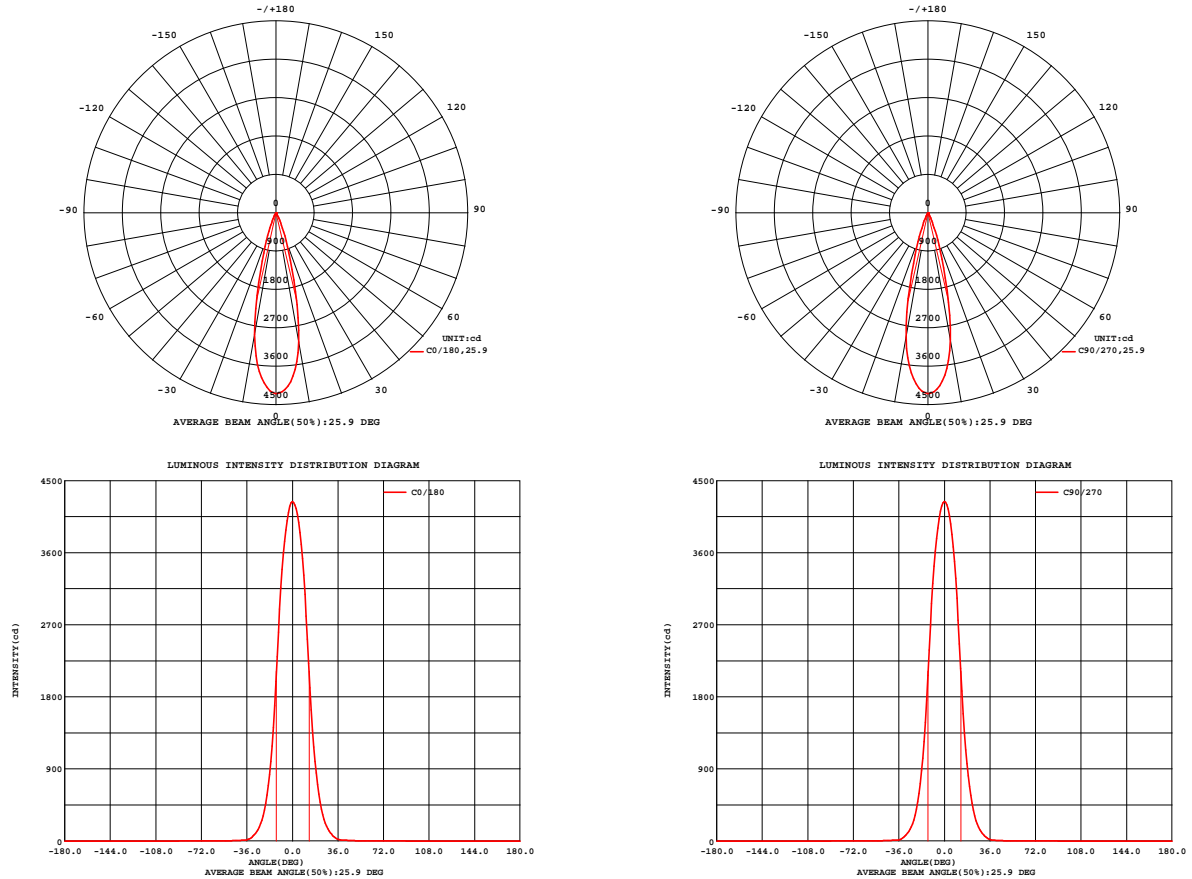 -/+180
-150
150
-120
120
-90
90
-60
60
-30
30
0
0
900
1800
2700
3600
4500
UNIT:cd
C0/180,25.9
AVERAGE BEAM ANGLE(50%):25.9 DEG
-/+180
-150
150
-120
120
-90
90
-60
60
-30
30
0
0
900
1800
2700
3600
4500
UNIT:cd
C90/270,25.9
AVERAGE BEAM ANGLE(50%):25.9 DEG
LUMINOUS INTENSITY DISTRIBUTION DIAGRAM
C0/180
INTENSITY(cd)
4500
3600
2700
1800
900
0
-180.0 -144.0 -108.0 -72.0 -36.0 0.0 36.0 72.0 108.0 144.0 180.0
ANGLE(DEG)
AVERAGE BEAM ANGLE(50%):25.9 DEG
LUMINOUS INTENSITY DISTRIBUTION DIAGRAM
C90/270
INTENSITY(cd)
4500
3600
2700
1800
900
0
-180.0 -144.0 -108.0 -72.0 -36.0 0.0 36.0 72.0 108.0 144.0 180.0
ANGLE(DEG)
AVERAGE BEAM ANGLE(50%):25.9 DEG